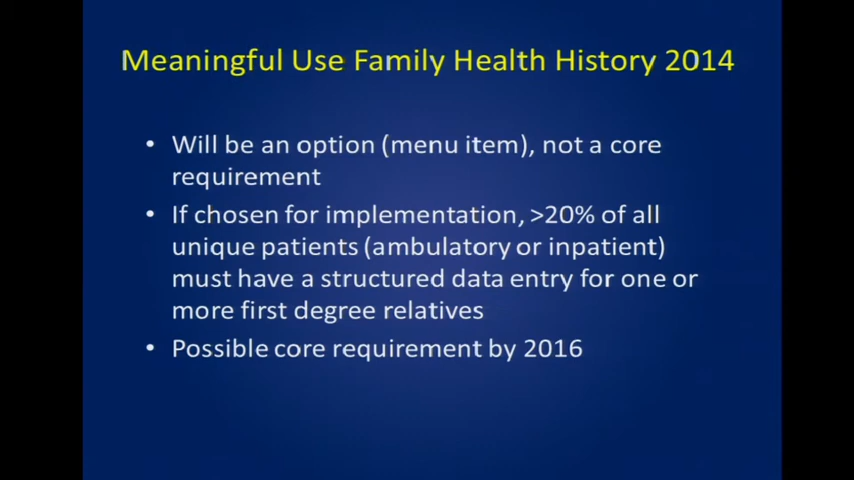 Meaningful Use Family Health History 2014
• Will be an option (menu item), not a core
requirement
• If chosen for implementation, >20% of all
unique patients (ambulatory or inpatient)
must have a structured data entry for one or
more first degree relatives
• Possible core requirement by 2016